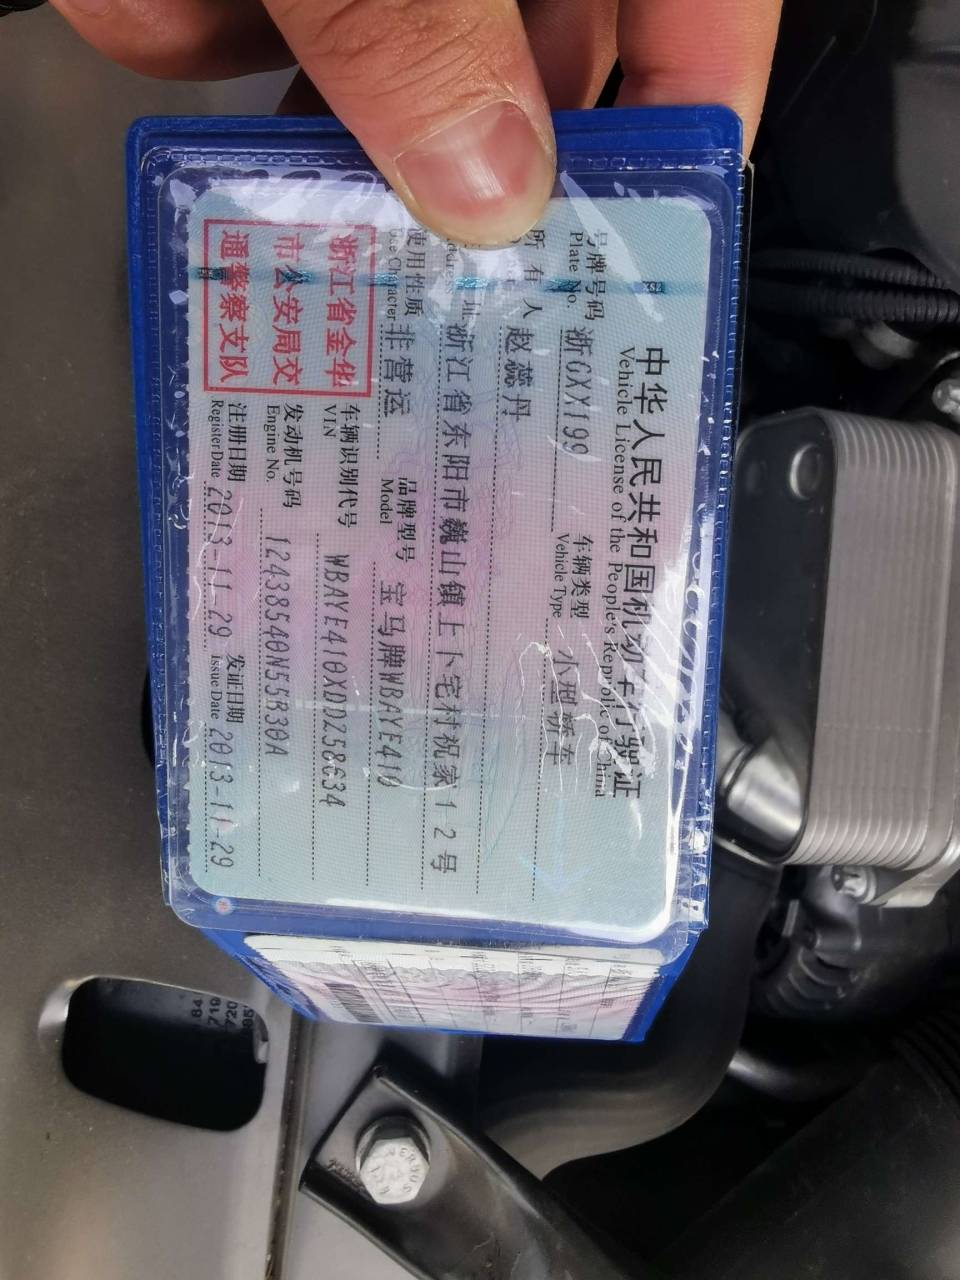 中华人民共和国机动车行驶证
Vehicle License of the People's Republic of China
号牌号码 浙GXX199 车辆类型 小型轿车
Plate No. Vehicle Type
所有人 赵蕊丹
址 浙江省东阳市巍山镇上卜宅村祝家12号
使用性质 非营运 品牌型号 宝马牌WBAYE410
Use Character Model
浙江省金华
市公安局交
通警察支队
车辆识别代号 WBAYE410XDDZ58634
VIN
发动机号码 12438540N55B30A
Engine No.
注册日期 2013-11-29 发证日期 2013-11-29
Register Date Issue Date